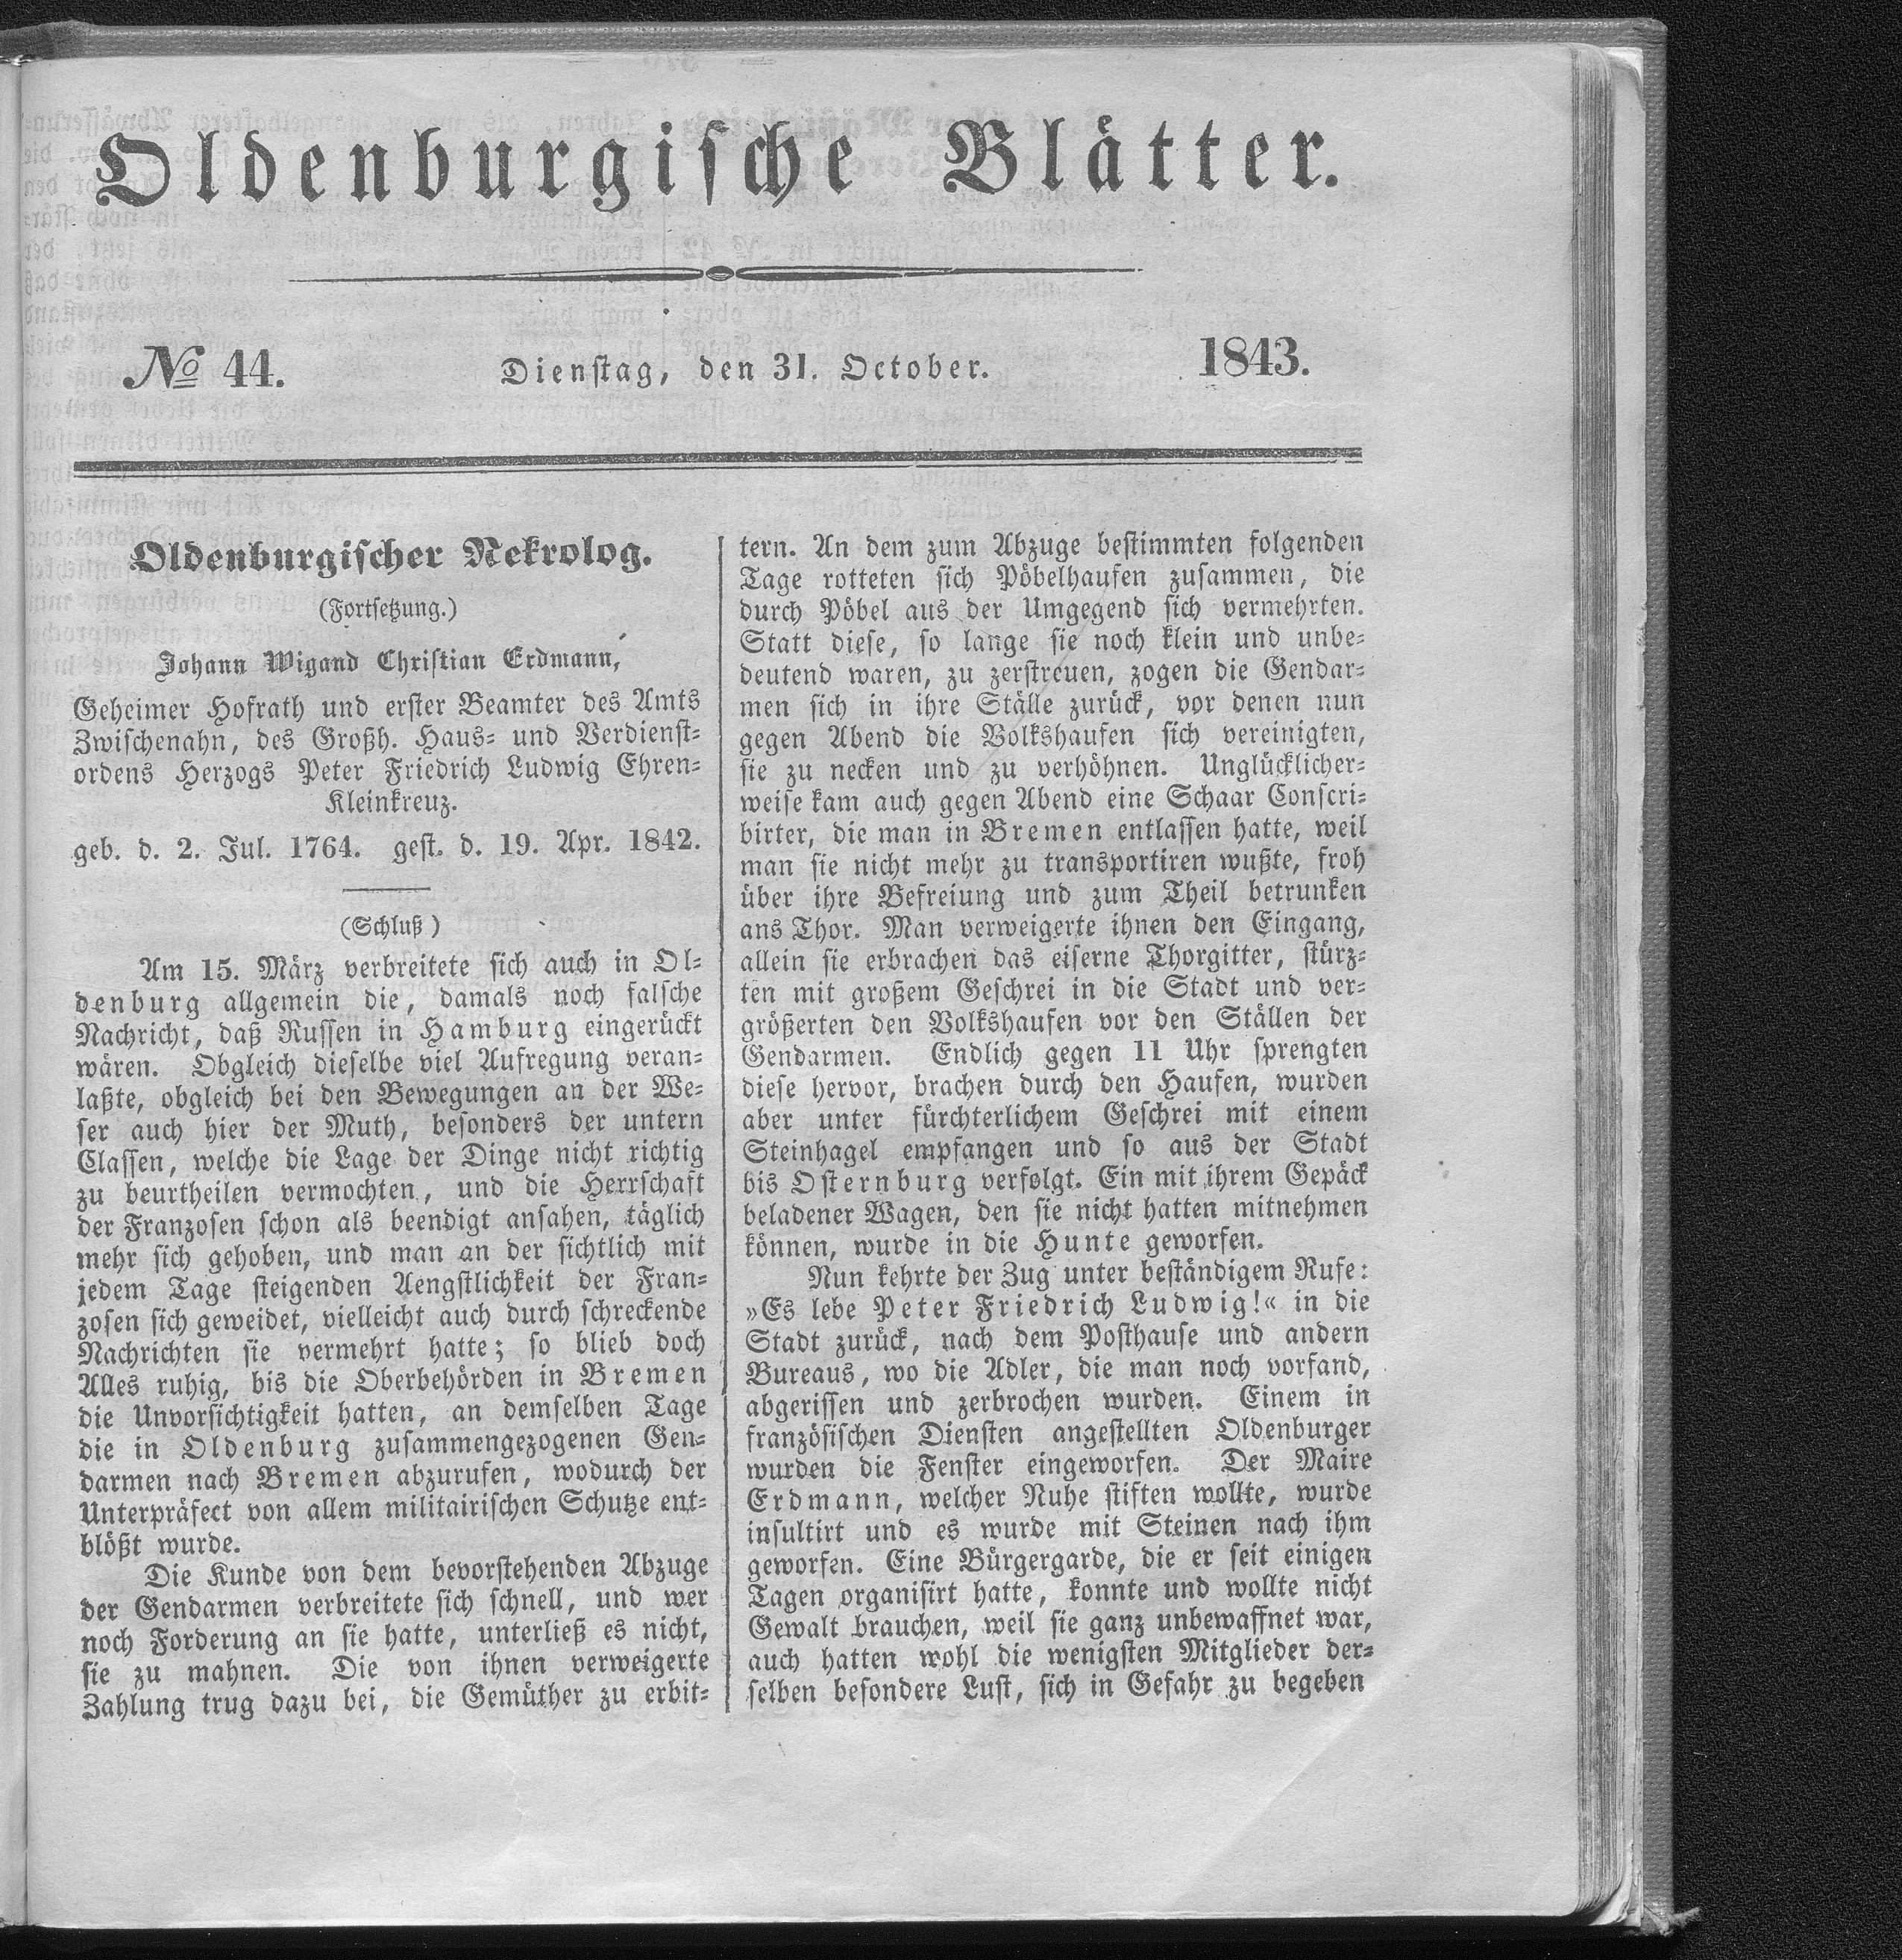 Oldenburgische Blätter.
No 44. Dienstag, den 31. October. 1843.
Oldenburgischer Nekrolog.
(Fortsetzung.)
Johann Wigand Christian Erdmann,
Geheimer Hofrath und erster Beamter des Amts
Zwischenahn, des Großh. Haus- und Verdienst-
ordens Herzogs Peter Friedrich Ludwig Ehren-
Kleinkreuz.
geb. d. 2. Jul. 1764. gest. d. 19. Apr. 1842.
(Schluß)
Am 15. März verbreitete sich auch in Ol-
denburg allgemein die, damals noch falsche
Nachricht, daß Russen in Hamburg eingerückt
wären. Obgleich dieselbe viel Aufregung veran-
laßte, obgleich bei den Bewegungen an der We-
ser auch hier der Muth, besonders der untern
Classen, welche die Lage der Dinge nicht richtig
zu beurtheilen vermochten, und die Herrschaft
der Franzosen schon als beendigt ansahen, täglich
mehr sich gehoben, und man an der sichtlich mit
jedem Tage steigenden Aengstlichkeit der Fran-
zosen sich geweidet, vielleicht auch durch schreckende
Nachrichten sie vermehrt hatte; so blieb doch
Alles ruhig, bis die Oberbehörden in Bremen
die Unvorsichtigkeit hatten, an demselben Tage
die in Oldenburg zusammengezogenen Gen-
darmen nach Bremen abzurufen, wodurch der
Unterpräfect von allem militairischen Schutze ent-
blößt wurde.
Die Kunde von dem bevorstehenden Abzuge
der Gendarmen verbreitete sich schnell, und wer
noch Forderung an sie hatte, unterließ es nicht,
sie zu mahnen. Die von ihnen verweigerte
Zahlung trug dazu bei, die Gemüther zu erbit-
tern. An dem zum Abzuge bestimmten folgenden
Tage rotteten sich Pöbelhaufen zusammen, die
durch Pöbel aus der Umgegend sich vermehrten.
Statt diese, so lange sie noch klein und unbe-
deutend waren, zu zerstreuen, zogen die Gendar-
men sich in ihre Ställe zurück, vor denen nun
gegen Abend die Volkshaufen sich vereinigten,
sie zu necken und zu verhöhnen. Unglücklicher-
weise kam auch gegen Abend eine Schaar Conscri-
birter, die man in Bremen entlassen hatte, weil
man sie nicht mehr zu transportiren wußte, froh
über ihre Befreiung und zum Theil betrunken
ans Thor. Man verweigerte ihnen den Eingang,
allein sie erbrachen das eiserne Thorgitter, stürz-
ten mit großem Geschrei in die Stadt und ver-
größerten den Volkshaufen vor den Ställen der
Gendarmen. Endlich gegen 11 Uhr sprengten
diese hervor, brachen durch den Haufen, wurden
aber unter fürchterlichem Geschrei mit einem
Steinhagel empfangen und so aus der Stadt
bis Osternburg verfolgt. Ein mit ihrem Gepäck
beladener Wagen, den sie nicht hatten mitnehmen
können, wurde in die Hunte geworfen.
Nun kehrte der Zug unter beständigem Rufe:
»Es lebe Peter Friedrich Ludwig!« in die
Stadt zurück, nach dem Posthause und andern
Bureaus, wo die Adler, die man noch vorfand,
abgerissen und zerbrochen wurden. Einem in
französischen Diensten angestellten Oldenburger
wurden die Fenster eingeworfen. Der Maire
Erdmann, welcher Ruhe stiften wollte, wurde
insultirt und es wurde mit Steinen nach ihm
geworfen. Eine Bürgergarde, die er seit einigen
Tagen organisirt hatte, konnte und wollte nicht
Gewalt brauchen, weil sie ganz unbewaffnet war,
auch hatten wohl die wenigsten Mitglieder der-
selben besondere Lust, sich in Gefahr zu begeben